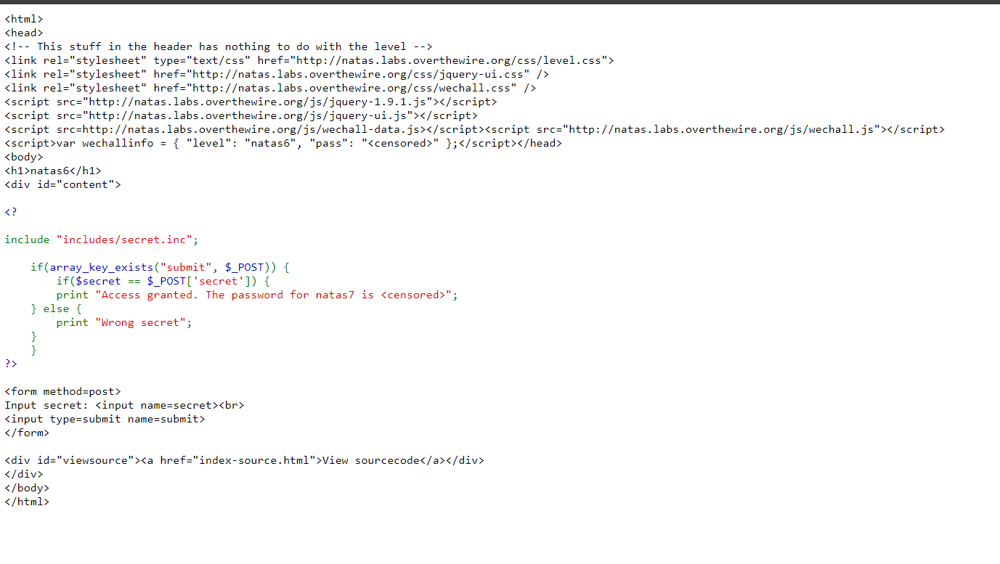 <html>
<head>
<!-- This stuff in the header has nothing to do with the level -->
<link rel="stylesheet" type="text/css" href="http://natas.labs.overthewire.org/css/level.css">
<link rel="stylesheet" href="http://natas.labs.overthewire.org/css/jquery-ui.css" />
<link rel="stylesheet" href="http://natas.labs.overthewire.org/css/wechall.css" />
<script src="http://natas.labs.overthewire.org/js/jquery-1.9.1.js"></script>
<script src="http://natas.labs.overthewire.org/js/jquery-ui.js"></script>
<script src=http://natas.labs.overthewire.org/js/wechall-data.js></script><script src="http://natas.labs.overthewire.org/js/wechall.js"></script>
<script>var wechallinfo = { "level": "natas6", "pass": "<censored>" };</script></head>
<body>
<h1>natas6</h1>
<div id="content">

<?

include "includes/secret.inc";

    if(array_key_exists("submit", $_POST)) {
        if($secret == $_POST['secret']) {
        print "Access granted. The password for natas7 is <censored>";
    } else {
        print "Wrong secret";
    }
    }
?>

<form method=post>
Input secret: <input name=secret><br>
<input type=submit name=submit>
</form>

<div id="viewsource"><a href="index-source.html">View sourcecode</a></div>
</div>
</body>
</html>